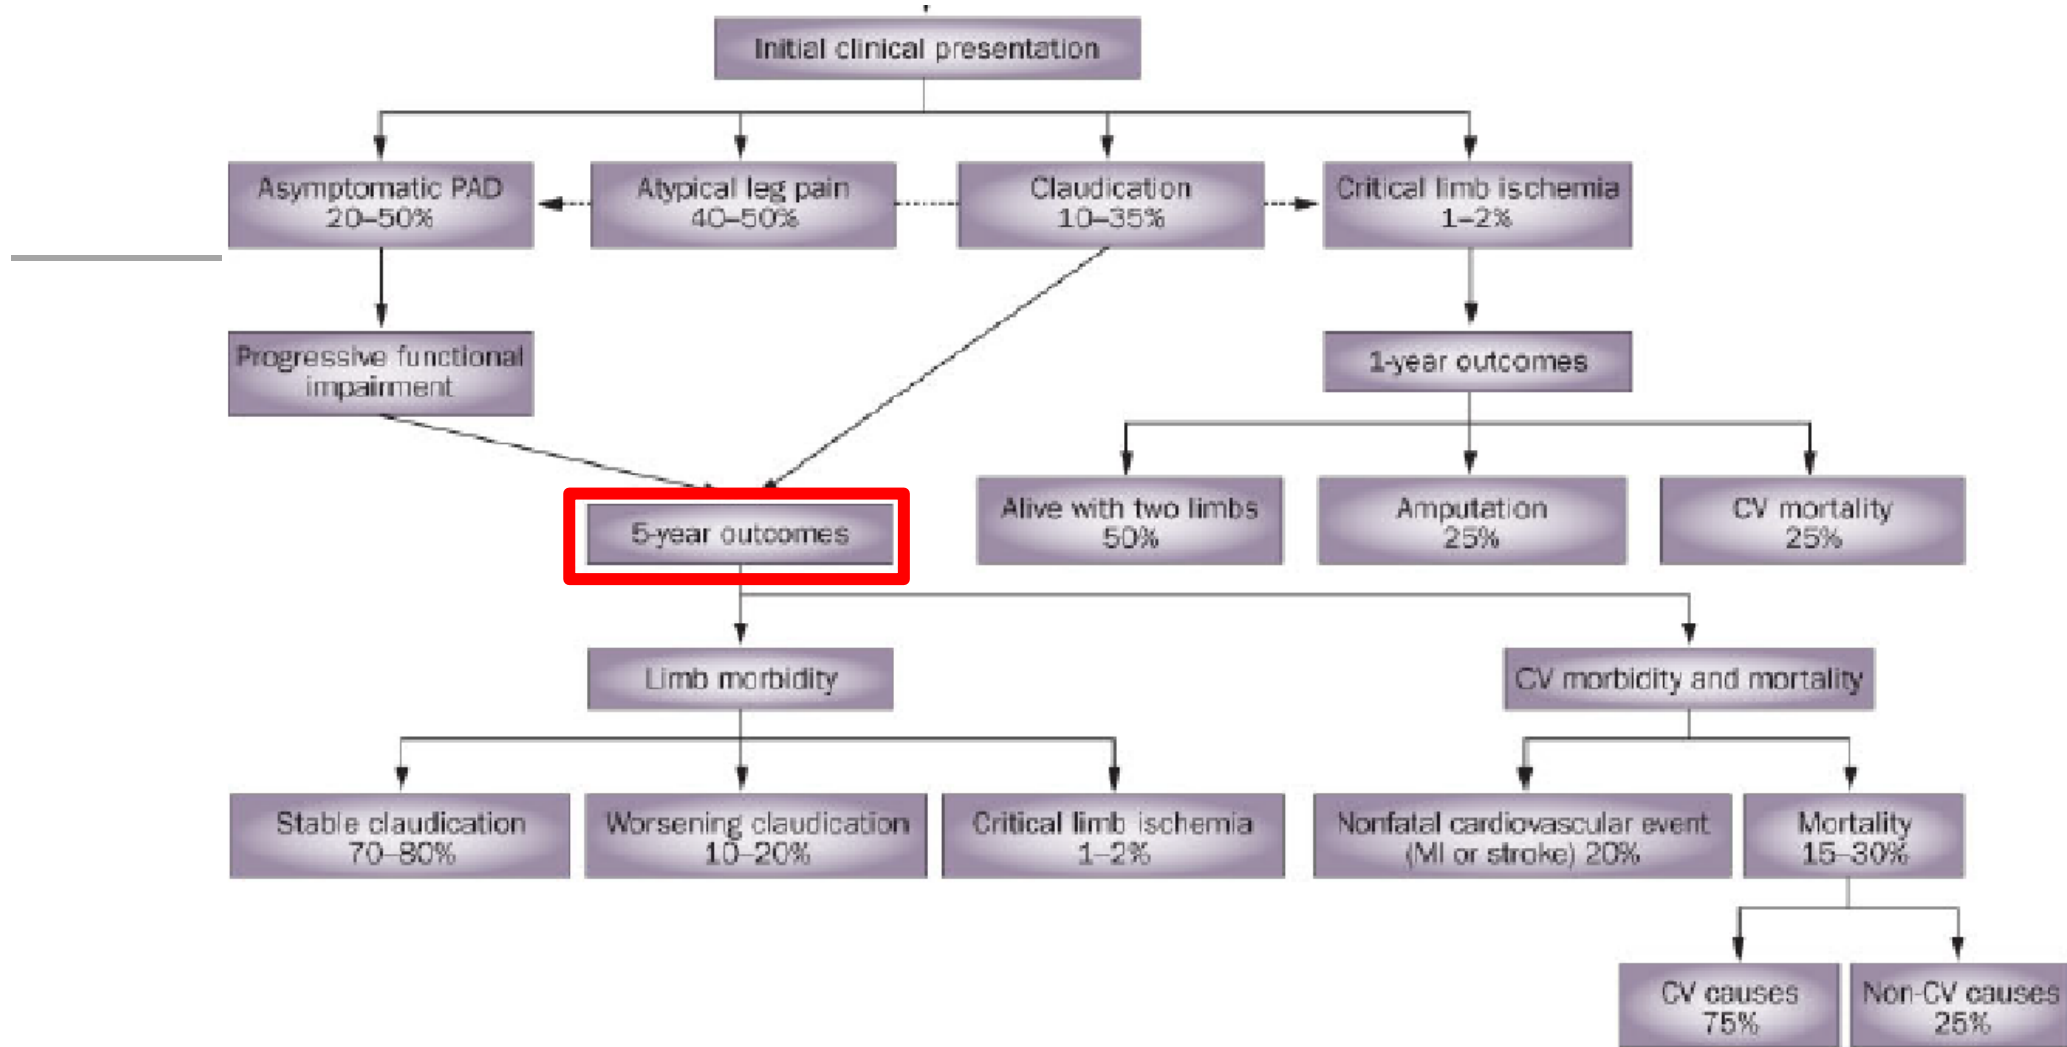 Initial clinical presentation
Asymptomatic PAD
20–50%
Atypical leg pain
40–50%
Claudication
10–35%
Critical limb ischemia
1–2%
Progressive functional
impairment
1-year outcomes
Alive with two limbs
50%
Amputation
25%
CV mortality
25%
5-year outcomes
Limb morbidity
CV morbidity and mortality
Stable claudication
70–80%
Worsening claudication
10–20%
Critical limb ischemia
1–2%
Nonfatal cardiovascular event
(MI or stroke) 20%
Mortality
15–30%
CV causes
75%
Non-CV causes
25%